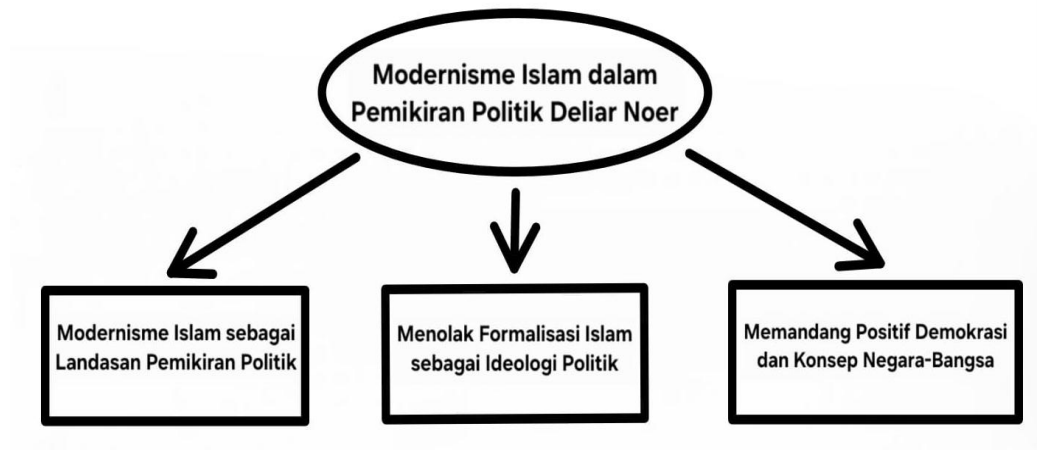 Modernisme Islam dalam
Pemikiran Politik Deliar Noer
Modernisme Islam sebagai
Landasan Pemikiran Politik
Menolak Formalisasi Islam
sebagai Ideologi Politik
Memandang Positif Demokrasi
dan Konsep Negara-Bangsa